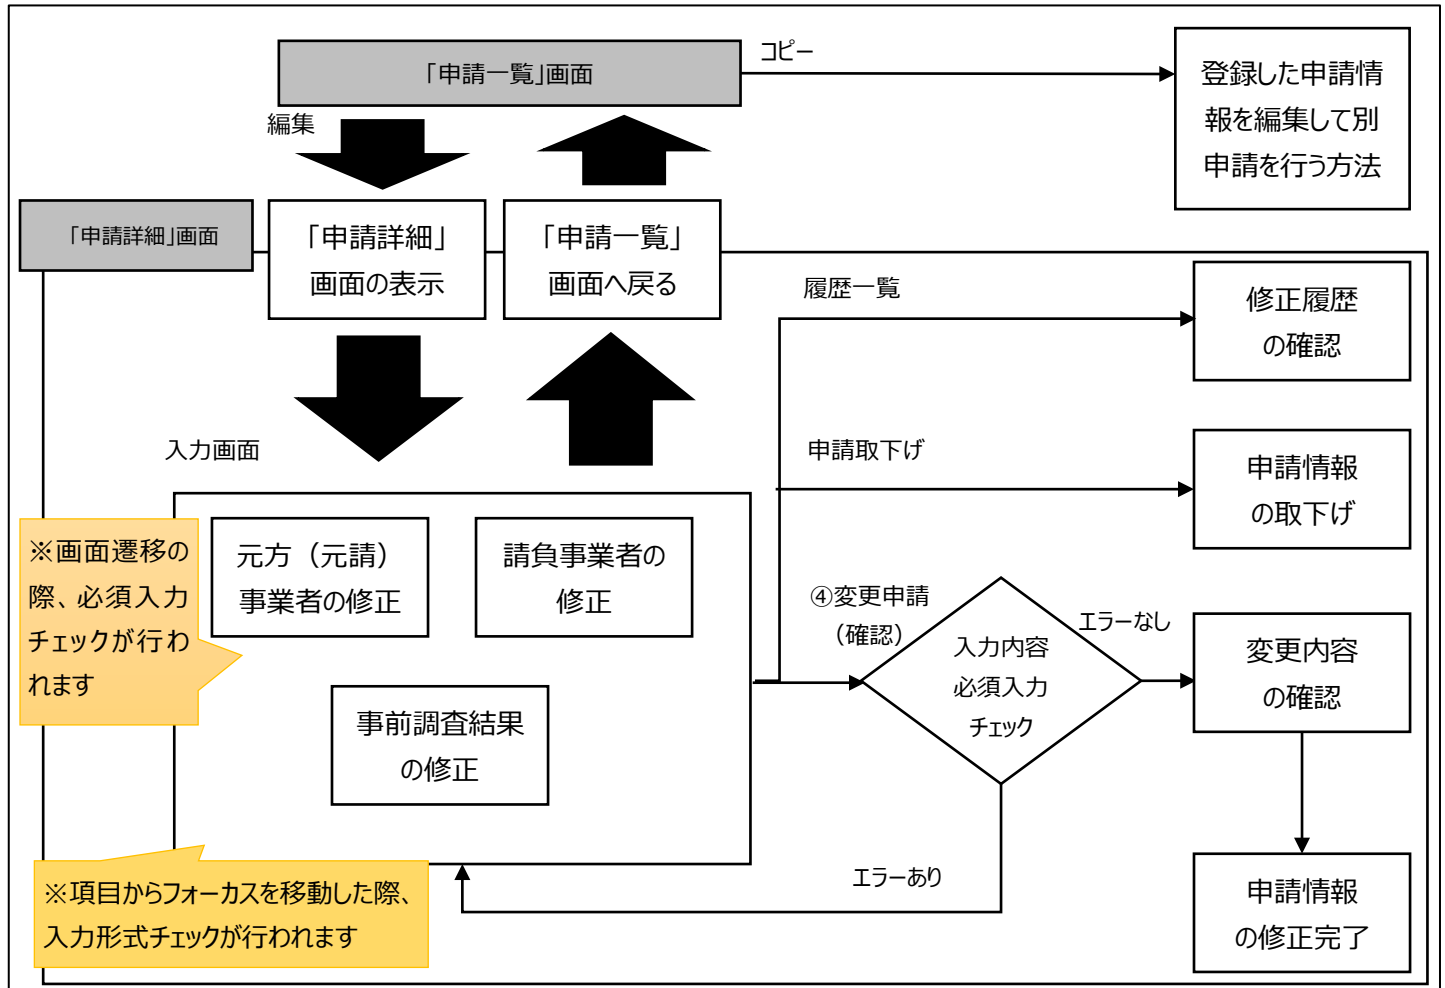 「申請一覧」画面
コピー
登録した申請情
報を編集して別
申請を行う方法
編集
「申請詳細」画面
「申請詳細」
画面の表示
「申請一覧」
画面へ戻る
履歴一覧
修正履歴
の確認
入力画面
申請取下げ
申請情報
の取下げ
※画面遷移の
際、必須入力
チェックが行わ
れます
元方（元請）
事業者の修正
請負事業者の
修正
事前調査結果
の修正
④変更申請
（確認）
入力内容
必須入力
チェック
エラーなし
変更内容
の確認
エラーあり
※項目からフォーカスを移動した際、
入力形式チェックが行われます
申請情報
の修正完了